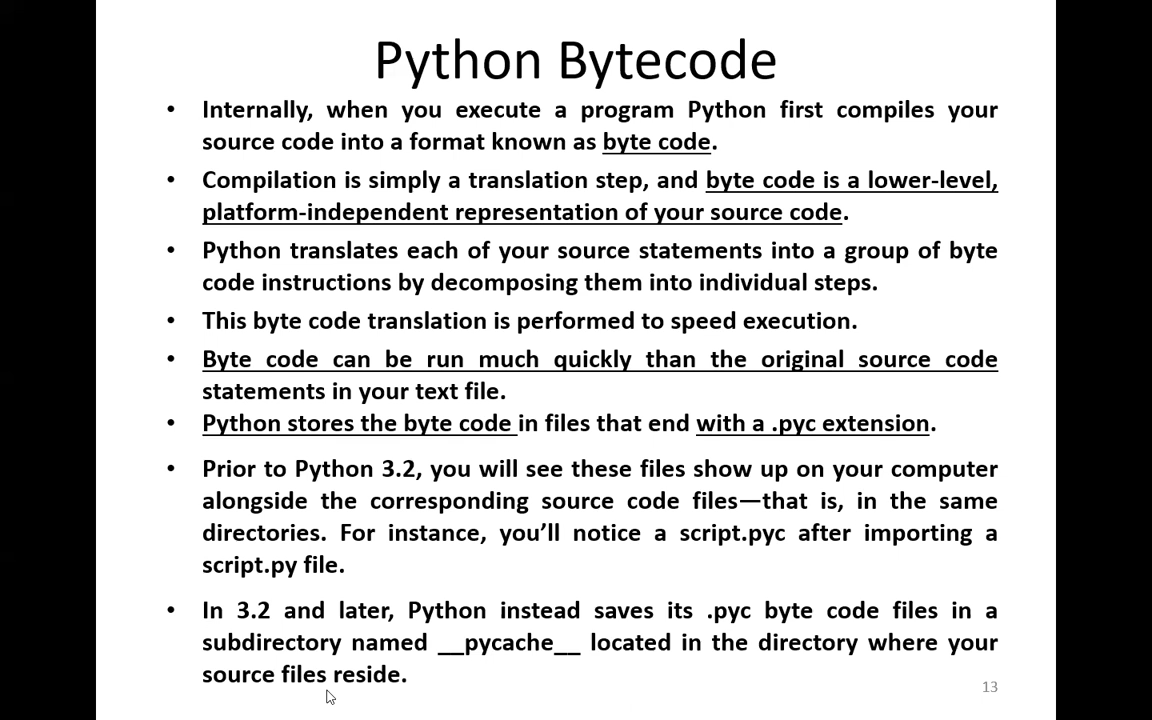 Python Bytecode
• Internally, when you execute a program Python first compiles your
source code into a format known as byte code.
• Compilation is simply a translation step, and byte code is a lower-level,
platform-independent representation of your source code.
• Python translates each of your source statements into a group of byte
code instructions by decomposing them into individual steps.
• This byte code translation is performed to speed execution.
• Byte code can be run much quickly than the original source code
statements in your text file.
• Python stores the byte code in files that end with a .pyc extension.
• Prior to Python 3.2, you will see these files show up on your computer
alongside the corresponding source code files—that is, in the same
directories. For instance, you’ll notice a script.pyc after importing a
script.py file.
• In 3.2 and later, Python instead saves its .pyc byte code files in a
subdirectory named __pycache__ located in the directory where your
source files reside.
13